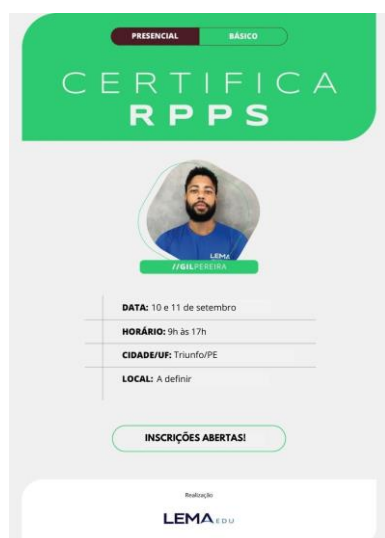 PRESENCIAL BÁSICO
CERTIFICA
RPPS
LEMA
//GILPEREIRA
DATA: 10 e 11 de setembro
HORÁRIO: 9h às 17h
CIDADE/UF: Triunfo/PE
LOCAL: A definir
INSCRIÇÕES ABERTAS!
Realização
LEMA EDU